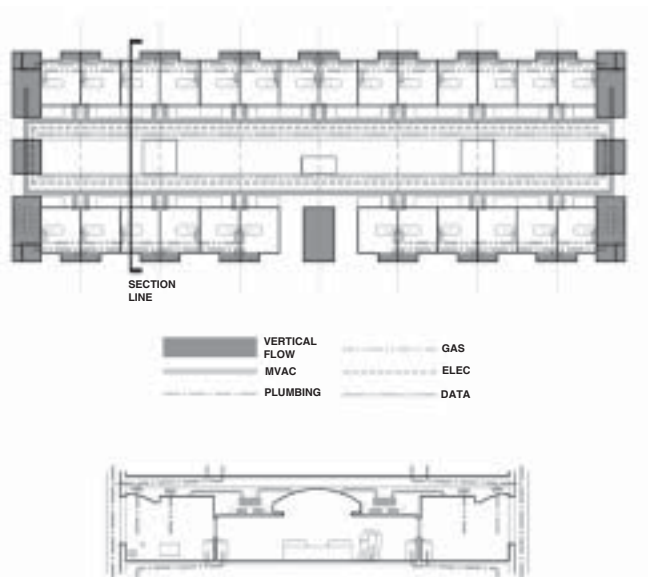 SECTION
LINE
VERTICAL
FLOW
GAS
MVAC
ELEC
PLUMBING
DATA